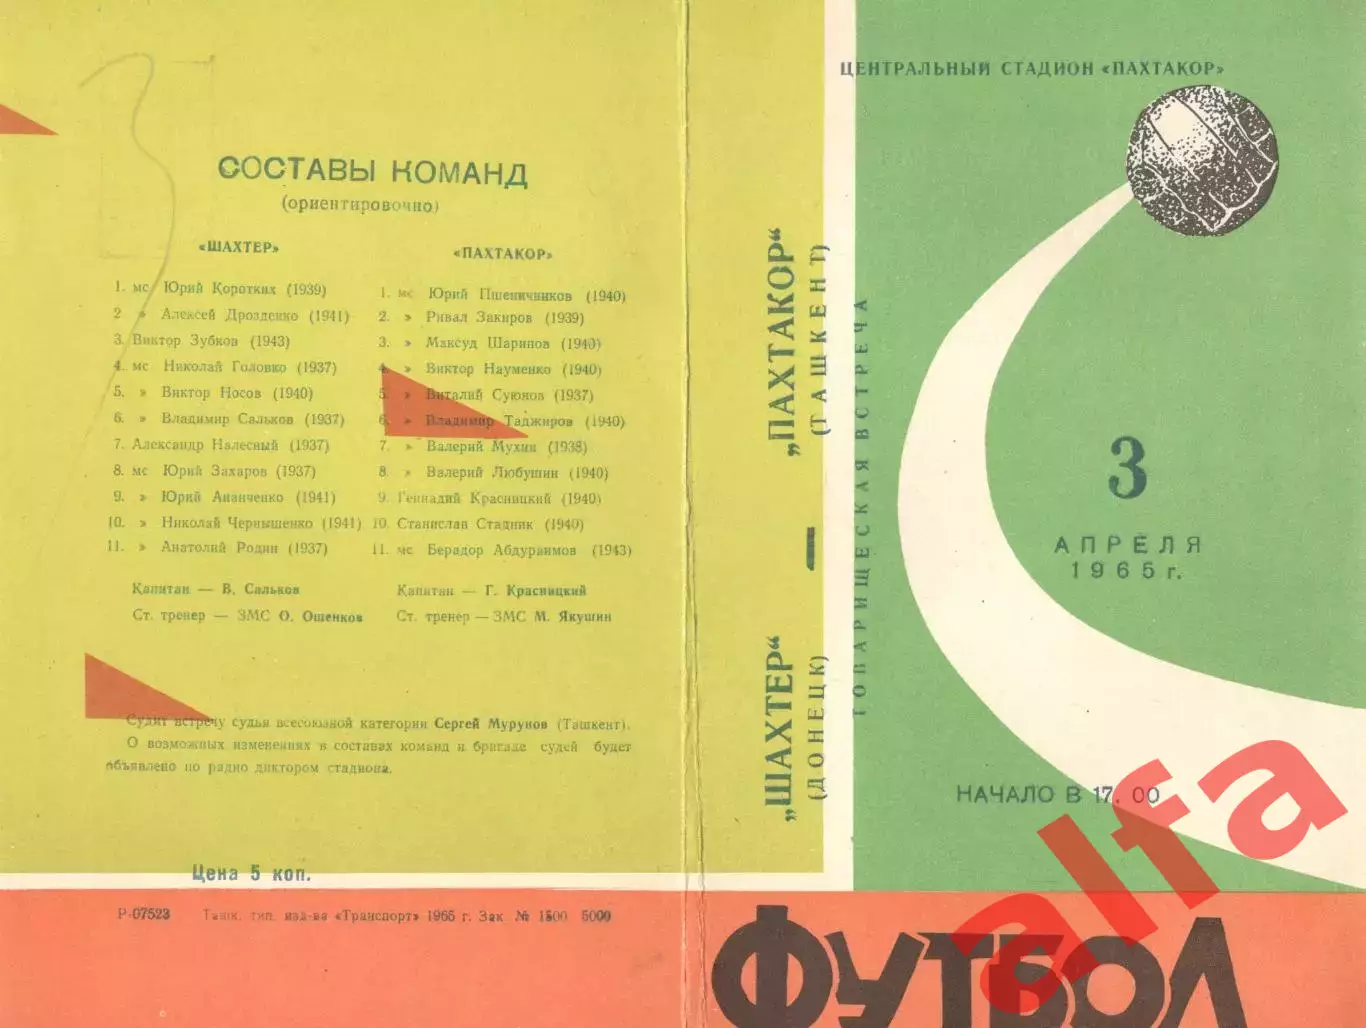 СОСТАВЫ КОМАНД
(ориентировочно)
«ШАХТЕР»
1. мс Юрий Коротких (1939)
2 » Алексей Дрозденко (1941)
3. Виктор Зубков (1943)
4. мс Николай Головко (1937)
5. » Виктор Носов (1940)
6. » Владимир Сальков (1937)
7. Александр Налесный (1937)
8. мс Юрий Захаров (1937)
9. » Юрий Ананченко (1941)
10. » Николай Чернышенко (1941)
11. » Анатолий Родин (1937)
Капитан — В. Сальков
Ст. тренер — ЗМС О. Ошенков
«ПАХТАКОР»
1. мс Юрий Пшеничников (1940)
2. » Ривал Закиров (1939)
3. » Максуд Шарипов (1940)
4. » Виктор Науменко (1940)
5. » Виталий Суюнов (1937)
6. » Владимир Таджиров (1940)
7. » Валерий Мухин (1938)
8. » Валерий Любушин (1940)
9. Геннадий Красницкий (1940)
10. Станислав Стадник (1940)
11. мс Берадор Абдураимов (1943)
Капитан — Г. Красницкий
Ст. тренер — ЗМС М. Якушин
Судит встречу судья всесоюзной категории Сергей Мурунов (Ташкент).
О возможных изменениях в составах команд и бригаде судей будет
объявлено по радио диктором стадиона.
Цена 5 коп.
Р-07523 Ташк. тип. изд-ва «Транспорт» 1965 г. Зак № 1500 5000
ЦЕНТРАЛЬНЫЙ СТАДИОН «ПАХТАКОР»
„ШАХТЕР“ — „ПАХТАКОР“
(ДОНЕЦК) (ТАШКЕНТ)
ТОВАРИЩЕСКАЯ ВСТРЕЧА
3
АПРЕЛЯ
1965 г.
НАЧАЛО В 17. 00
ФУТБОЛ
alfa